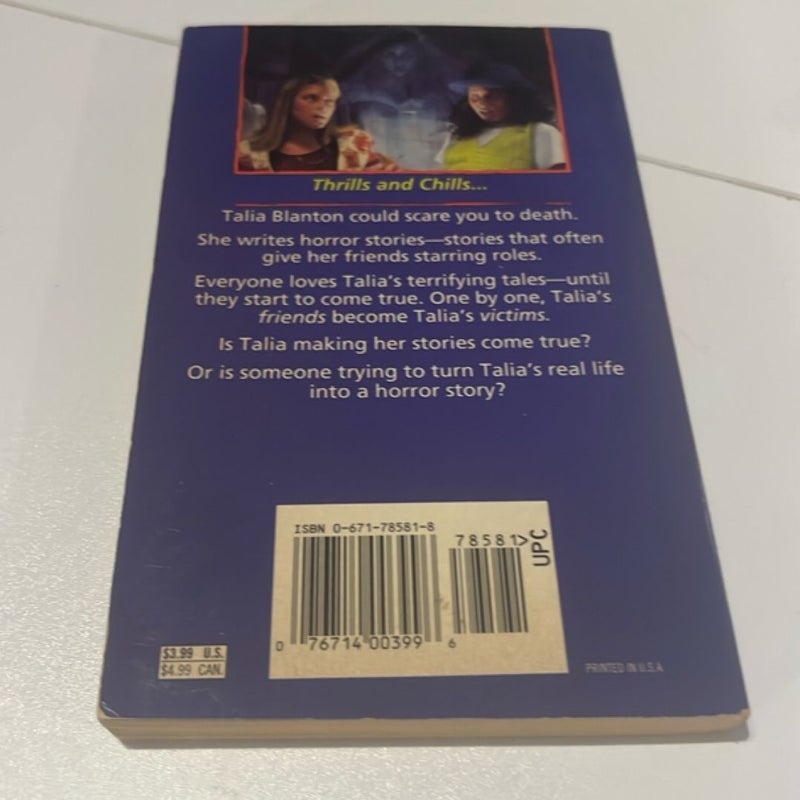 Thrills and Chills...
Talia Blanton could scare you to death.
She writes horror stories—stories that often
give her friends starring roles.
Everyone loves Talia's terrifying tales—until
they start to come true. One by one, Talia's
friends become Talia's victims.
Is Talia making her stories come true?
Or is someone trying to turn Talia's real life
into a horror story?
ISBN 0-671-78581-8
78581>
UPC
0 76714 00399 6
$3.99 U.S.
$4.99 CAN.
PRINTED IN U.S.A